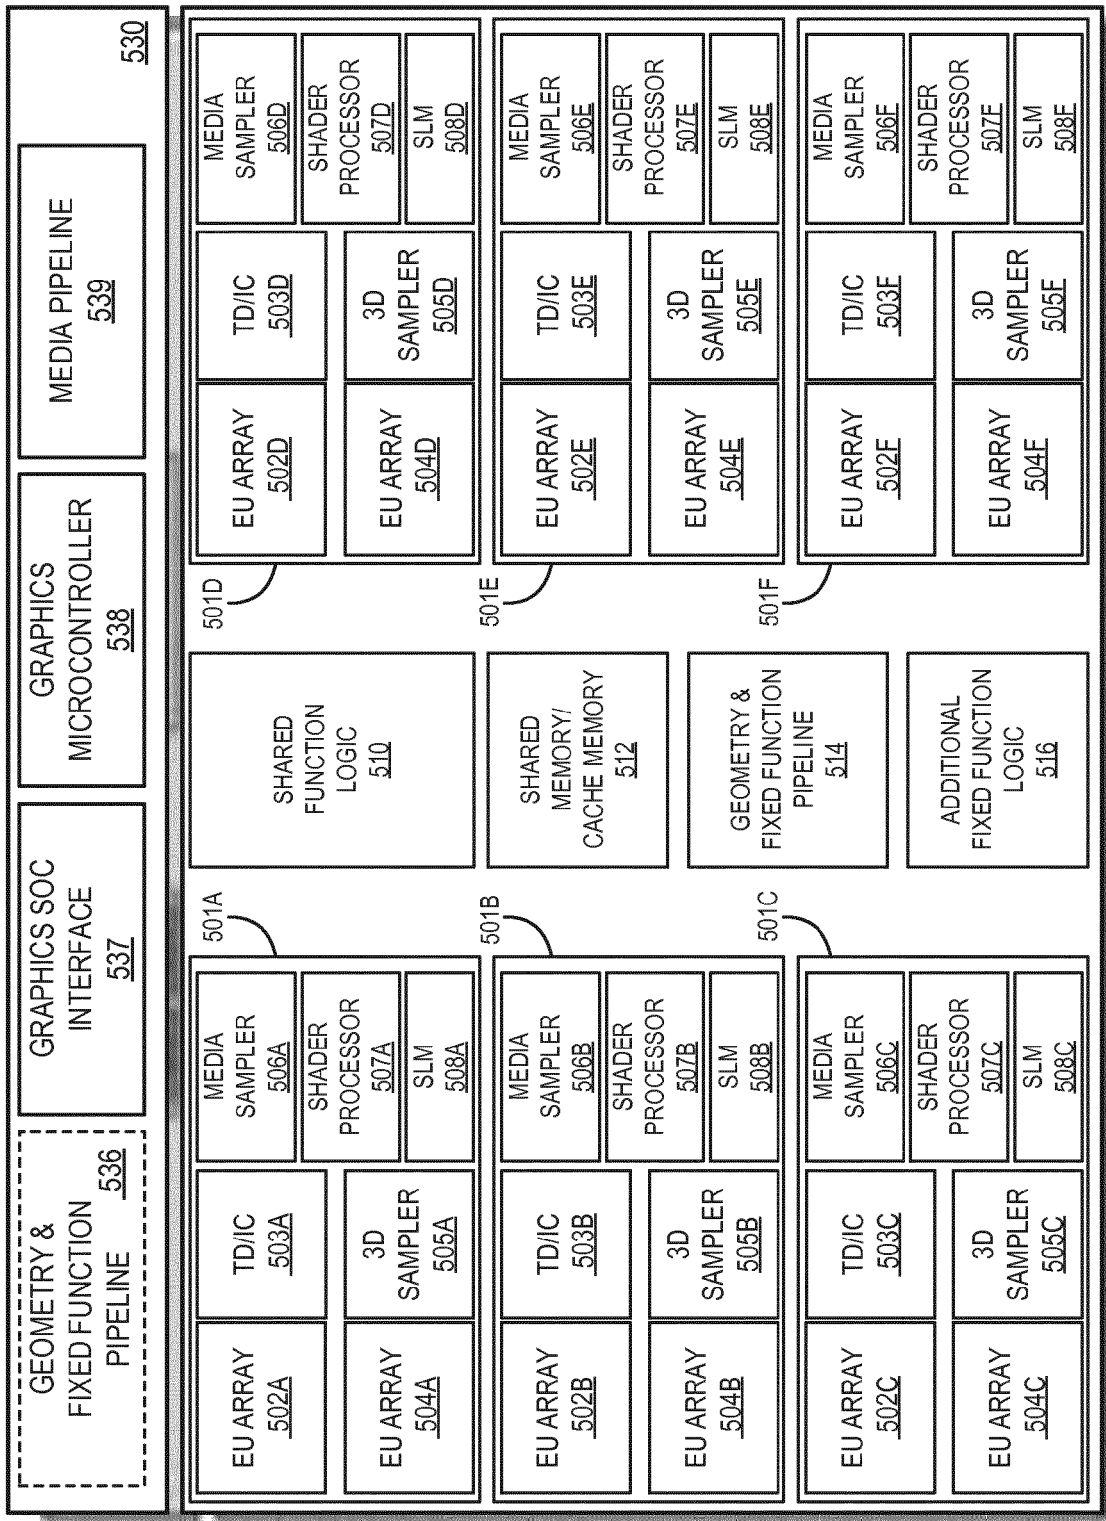 530
GEOMETRY &
FIXED FUNCTION
PIPELINE
536
GRAPHICS SOC
INTERFACE
537
GRAPHICS
MICROCONTROLLER
538
MEDIA PIPELINE
539
501A
EU ARRAY
502A
TD/IC
503A
MEDIA
SAMPLER
506A
SHADER
PROCESSOR
507A
EU ARRAY
504A
3D
SAMPLER
505A
SLM
508A
SHARED
FUNCTION
LOGIC
510
501D
EU ARRAY
502D
TD/IC
503D
MEDIA
SAMPLER
506D
SHADER
PROCESSOR
507D
EU ARRAY
504D
3D
SAMPLER
505D
SLM
508D
501B
EU ARRAY
502B
TD/IC
503B
MEDIA
SAMPLER
506B
SHADER
PROCESSOR
507B
EU ARRAY
504B
3D
SAMPLER
505B
SLM
508B
SHARED
MEMORY/
CACHE MEMORY
512
501E
EU ARRAY
502E
TD/IC
503E
MEDIA
SAMPLER
506E
SHADER
PROCESSOR
507E
EU ARRAY
504E
3D
SAMPLER
505E
SLM
508E
GEOMETRY &
FIXED FUNCTION
PIPELINE
514
501C
EU ARRAY
502C
TD/IC
503C
MEDIA
SAMPLER
506C
SHADER
PROCESSOR
507C
EU ARRAY
504C
3D
SAMPLER
505C
SLM
508C
ADDITIONAL
FIXED FUNCTION
LOGIC
516
501F
EU ARRAY
502F
TD/IC
503F
MEDIA
SAMPLER
506F
SHADER
PROCESSOR
507F
EU ARRAY
504F
3D
SAMPLER
505F
SLM
508F